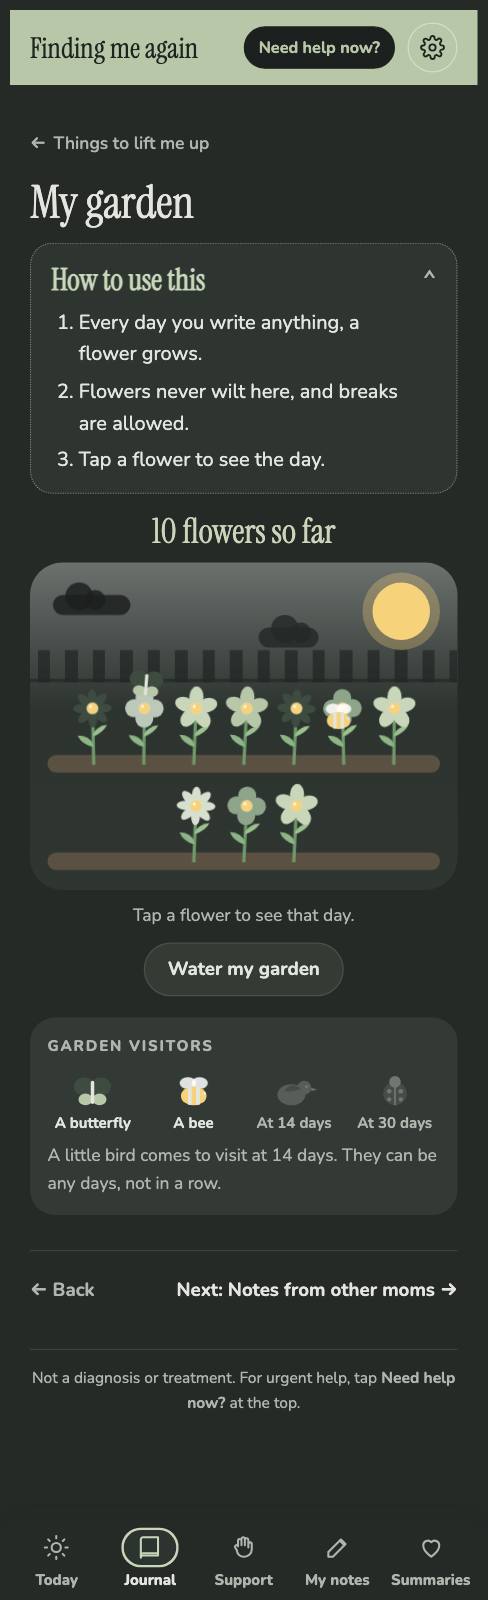 Finding me again
Need help now?
← Things to lift me up
My garden
How to use this
1. Every day you write anything, a
flower grows.
2. Flowers never wilt here, and breaks
are allowed.
3. Tap a flower to see the day.
10 flowers so far
Tap a flower to see that day.
Water my garden
GARDEN VISITORS
A butterfly
A bee
At 14 days
At 30 days
A little bird comes to visit at 14 days. They can be
any days, not in a row.
← Back
Next: Notes from other moms →
Not a diagnosis or treatment. For urgent help, tap Need help
now? at the top.
Today
Journal
Support
My notes
Summaries